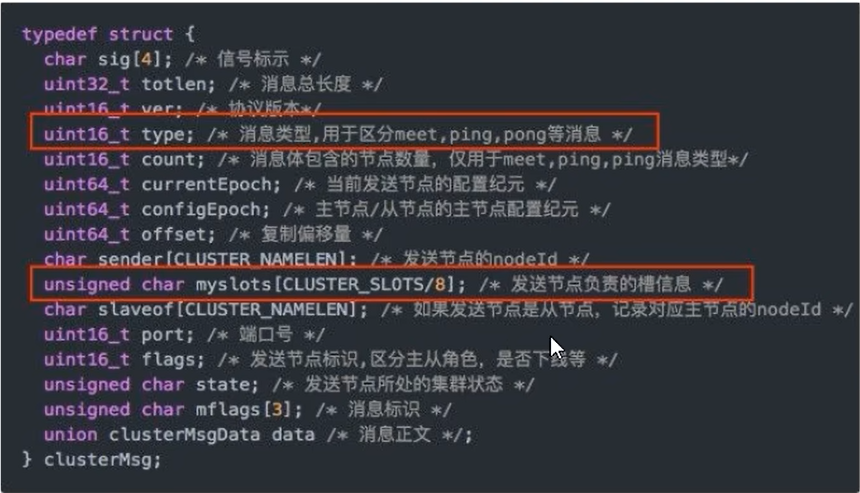 typedef struct {
char sig[4]; /* 信号标示 */
uint32_t totlen; /* 消息总长度 */
uint16_t ver; /* 协议版本*/
uint16_t type; /* 消息类型,用于区分meet,ping,pong等消息 */
uint16_t count; /* 消息体包含的节点数量，仅用于meet,ping,ping消息类型*/
uint64_t currentEpoch; /* 当前发送节点的配置纪元 */
uint64_t configEpoch; /* 主节点/从节点的主节点配置纪元 */
uint64_t offset; /* 复制偏移量 */
char sender[CLUSTER_NAMELEN]; /* 发送节点的nodeId */
unsigned char myslots[CLUSTER_SLOTS/8]; /* 发送节点负责的槽信息 */
char slaveof[CLUSTER_NAMELEN]; /* 如果发送节点是从节点，记录对应主节点的nodeId */
uint16_t port; /* 端口号 */
uint16_t flags; /* 发送节点标识,区分主从角色，是否下线等 */
unsigned char state; /* 发送节点所处的集群状态 */
unsigned char mflags[3]; /* 消息标识 */
union clusterMsgData data /* 消息正文 */;
} clusterMsg;